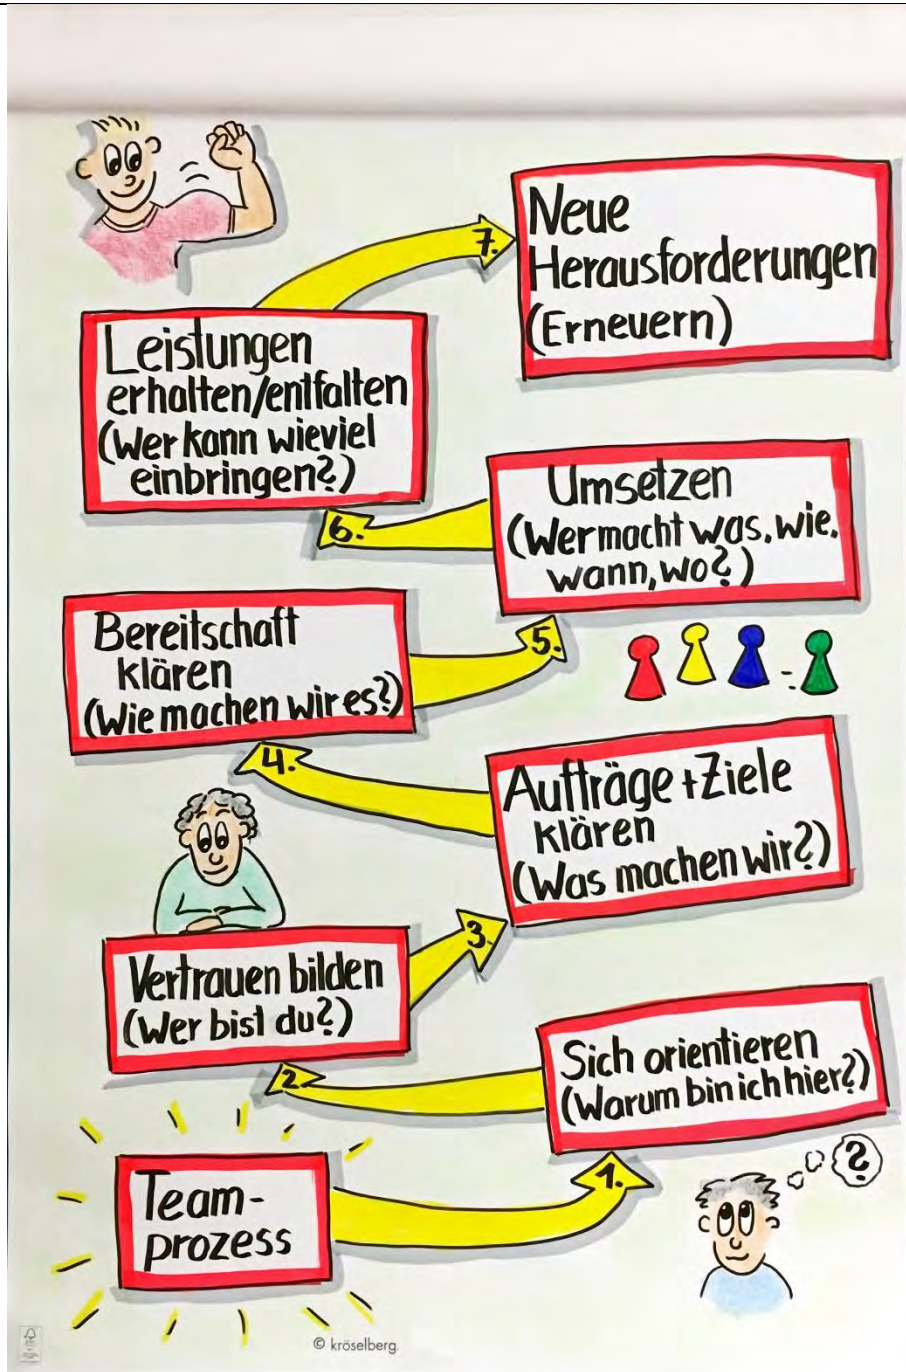 Team-
prozess
1.
Sich orientieren
(Warum bin ich hier?)
2.
Vertrauen bilden
(Wer bist du?)
3.
Aufträge + Ziele
klären
(Was machen wir?)
4.
Bereitschaft
klären
(Wie machen wir es?)
5.
Umsetzen
(Wer macht was, wie,
wann, wo?)
6.
Leistungen
erhalten/entfalten
(Wer kann wieviel
einbringen?)
7.
Neue
Herausforderungen
(Erneuern)
?
© kröselberg